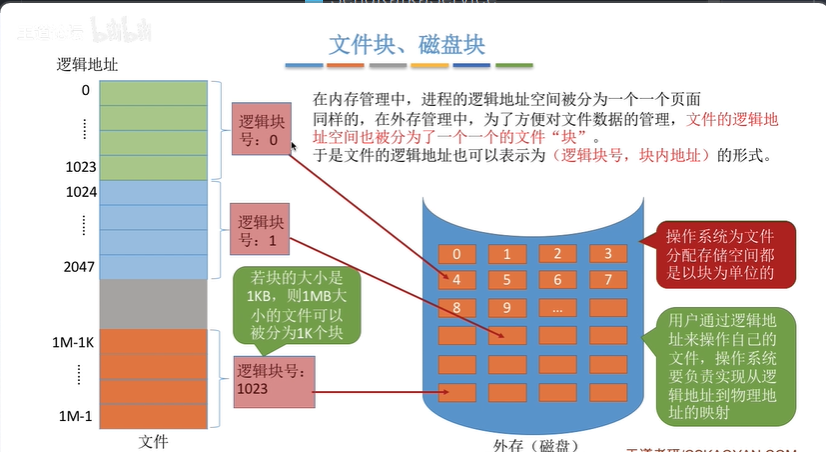 bilibili
文件块、磁盘块
逻辑地址
0
1023
1024
2047
1M-1K
1M-1
文件
逻辑块
号：0
逻辑块
号：1
若块的大小是
1KB，则1MB大
小的文件可以
被分为1K个块
逻辑块号：
1023
在内存管理中，进程的逻辑地址空间被分为一个一个页面
同样的，在外存管理中，为了方便对文件数据的管理，文件的逻辑地
址空间也被分为了一个一个的文件“块”。
于是文件的逻辑地址也可以表示为（逻辑块号，块内地址）的形式。
0 1 2 3
4 5 6 7
8 9 ...
外存（磁盘）
操作系统为文件
分配存储空间都
是以块为单位的
用户通过逻辑地
址来操作自己的
文件，操作系统
要负责实现从逻
辑地址到物理地
址的映射